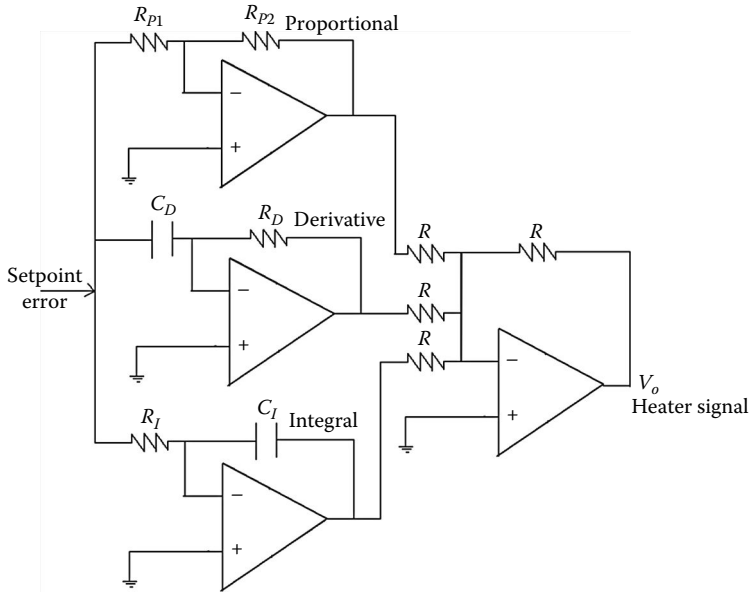 R_P1
R_P2
Proportional
−
+
C_D
R_D
Derivative
−
+
Setpoint
error
R
R
R
R
−
+
V_o
Heater signal
R_I
C_I
Integral
−
+